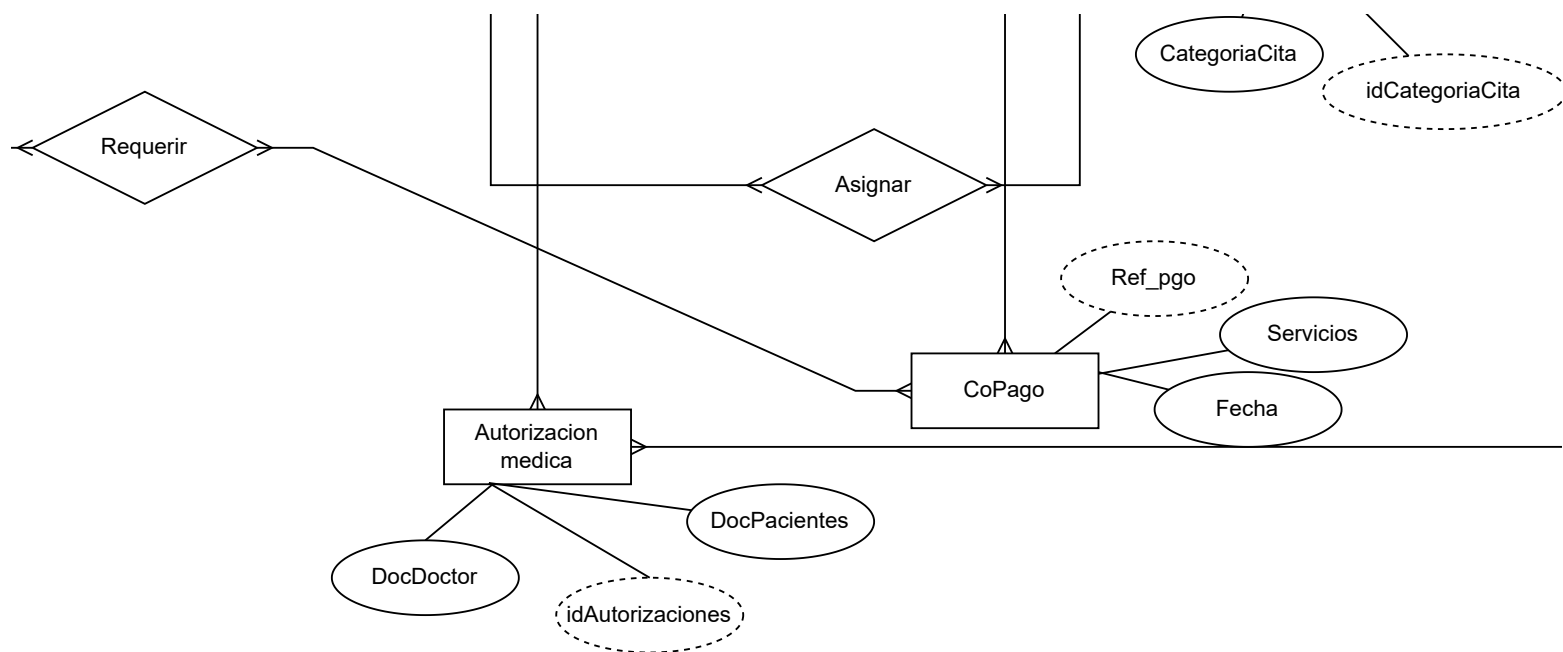 CategoriaCita
idCategoriaCita
Requerir
Asignar
Ref_pgo
Servicios
CoPago
Fecha
Autorizacion
medica
DocPacientes
DocDoctor
idAutorizaciones